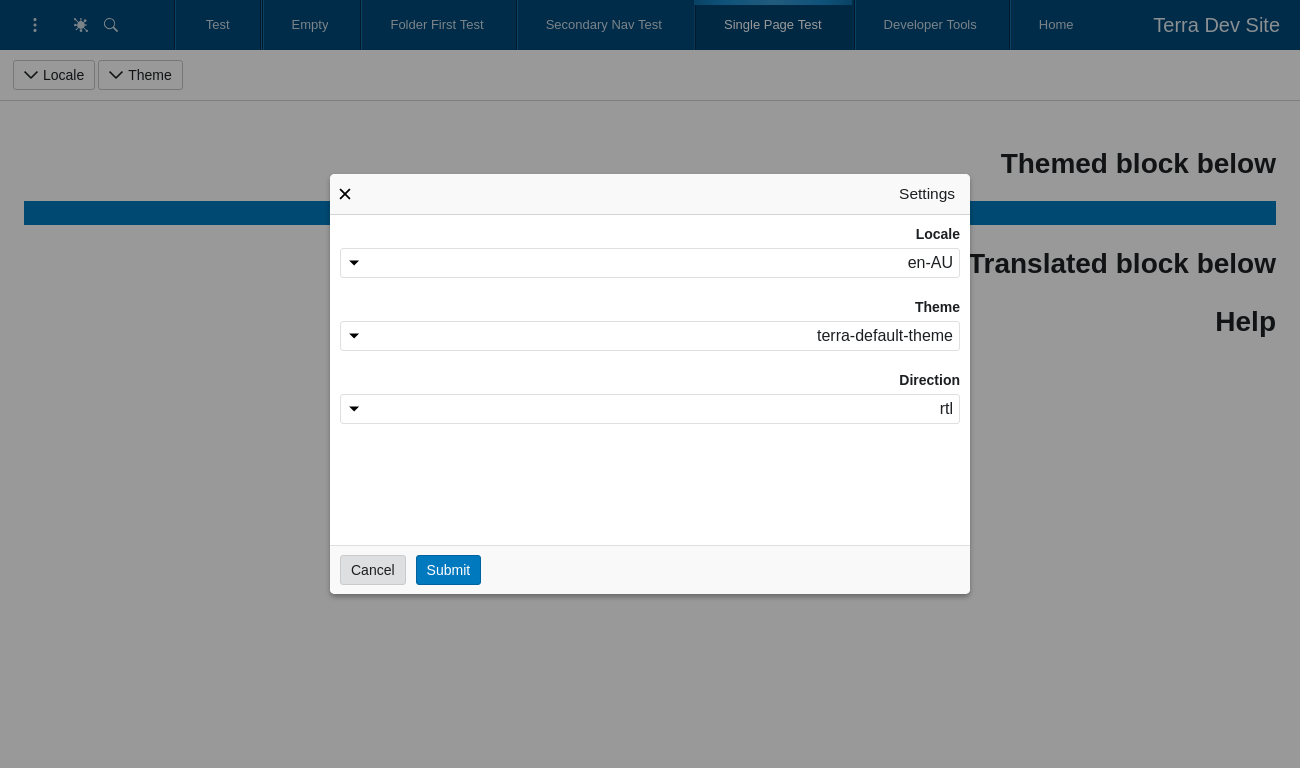 Test Empty Folder First Test Secondary Nav Test Single Page Test Developer Tools Home Terra Dev Site
Locale Theme
Themed block below
Settings
Locale
en-AU
Translated block below
Theme
terra-default-theme
Help
Direction
rtl
Cancel Submit